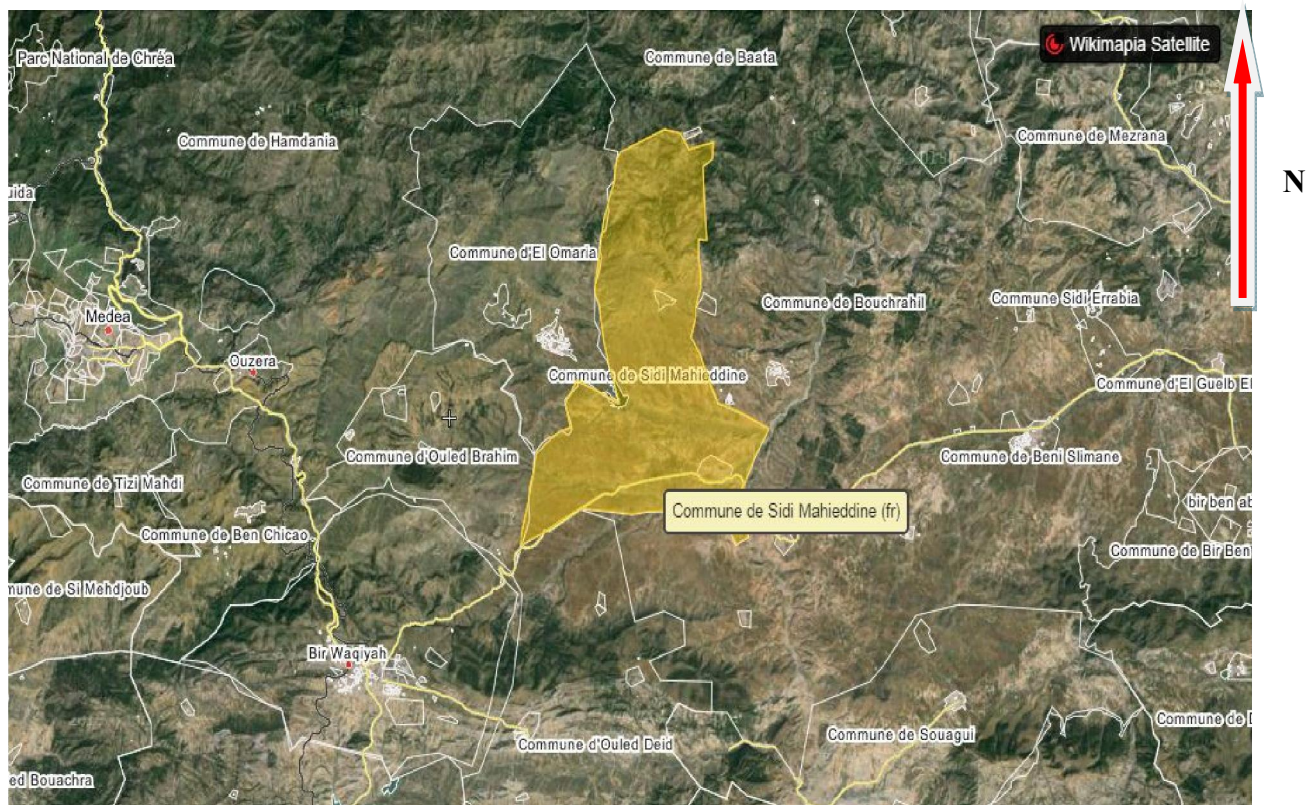 Wikimapia Satellite
Parc National de Chréa
Commune de Baata
Commune de Hamdania
Commune de Mezrana
N
uida
Commune d'El Omaria
Commune de Bouchrahil
Commune Sidi Errabia
Medea
Ouzera
Commune de Sidi Mahieddine
Commune d'El Guelb El
Commune d'Ouled Brahim
Commune de Beni Slimane
Commune de Tizi Mahdi
bir ben ab
Commune de Sidi Mahieddine (fr)
Commune de Ben Chicao
Commune de Bir Ben
mune de Si Mehdjoub
Bir Waqiyah
Commune de D
Commune de Souagui
Commune d'Ouled Deid
ed Bouachra